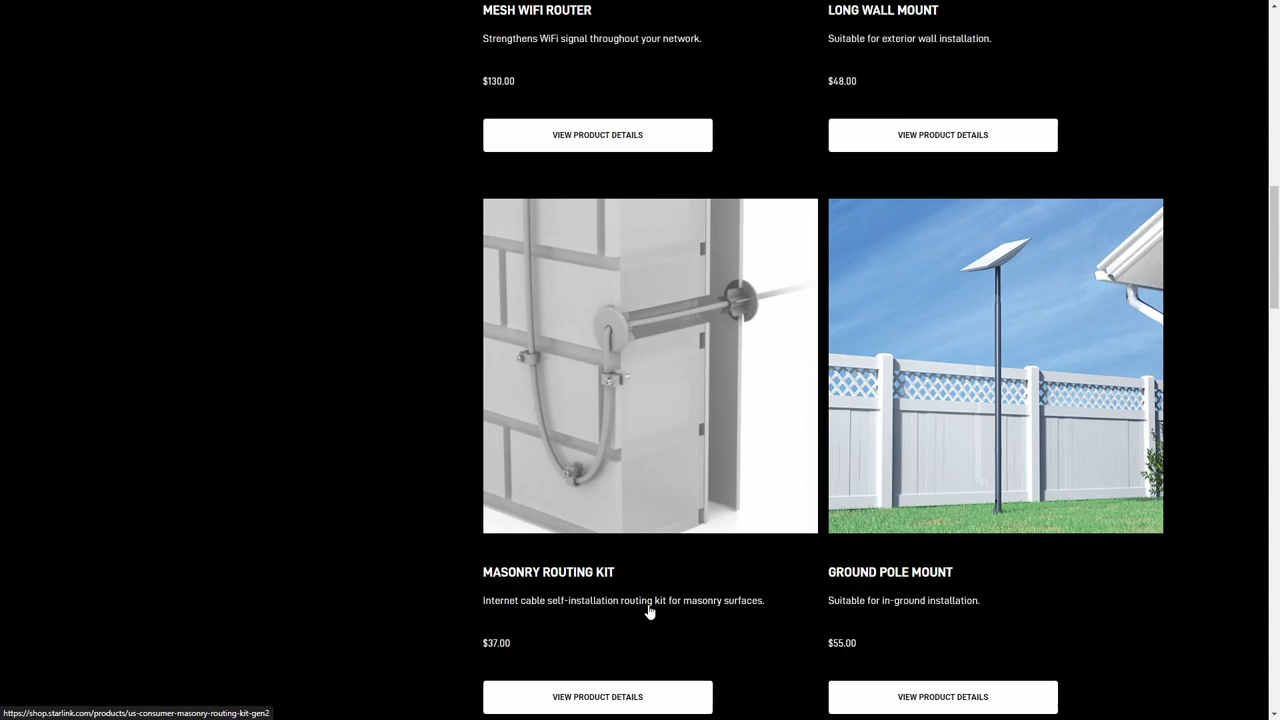 MESH WIFI ROUTER
Strengthens WiFi signal throughout your network.
$130.00
VIEW PRODUCT DETAILS
LONG WALL MOUNT
Suitable for exterior wall installation.
$48.00
VIEW PRODUCT DETAILS
MASONRY ROUTING KIT
Internet cable self-installation routing kit for masonry surfaces.
$37.00
VIEW PRODUCT DETAILS
GROUND POLE MOUNT
Suitable for in-ground installation.
$55.00
VIEW PRODUCT DETAILS
https://shop.starlink.com/products/us-consumer-masonry-routing-kit-gen2